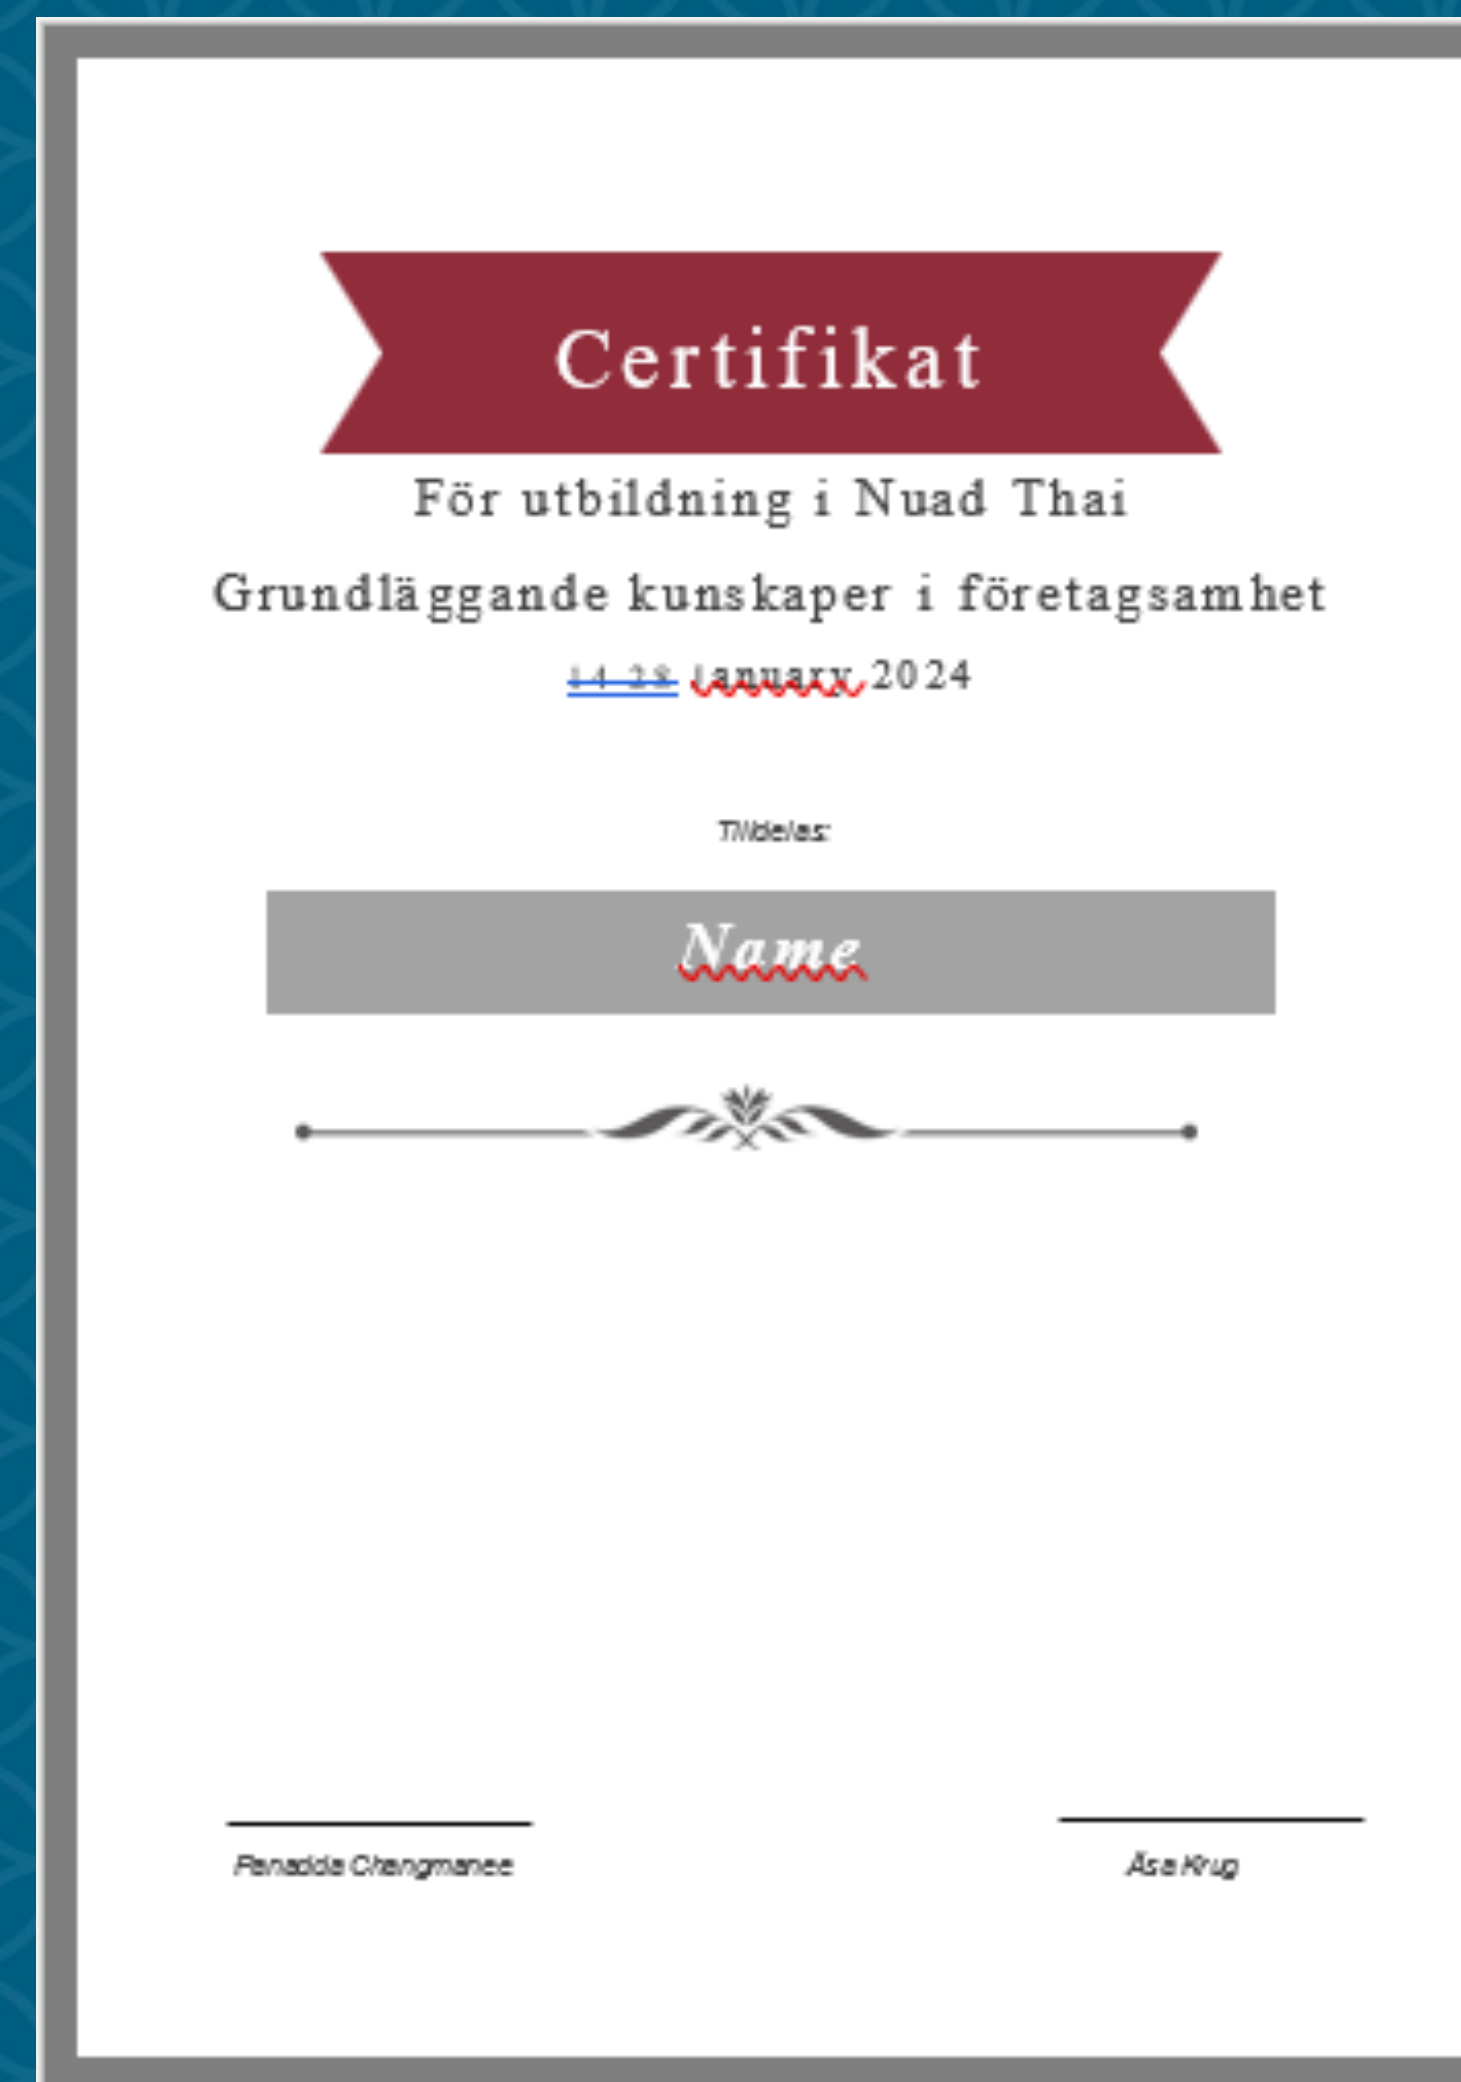 Certifikat
För utbildning i Nuad Thai
Grundläggande kunskaper i företagsamhet
14-28 January 2024
Tilldelas:
Name
Panadda Changmanee
Åsa Krug